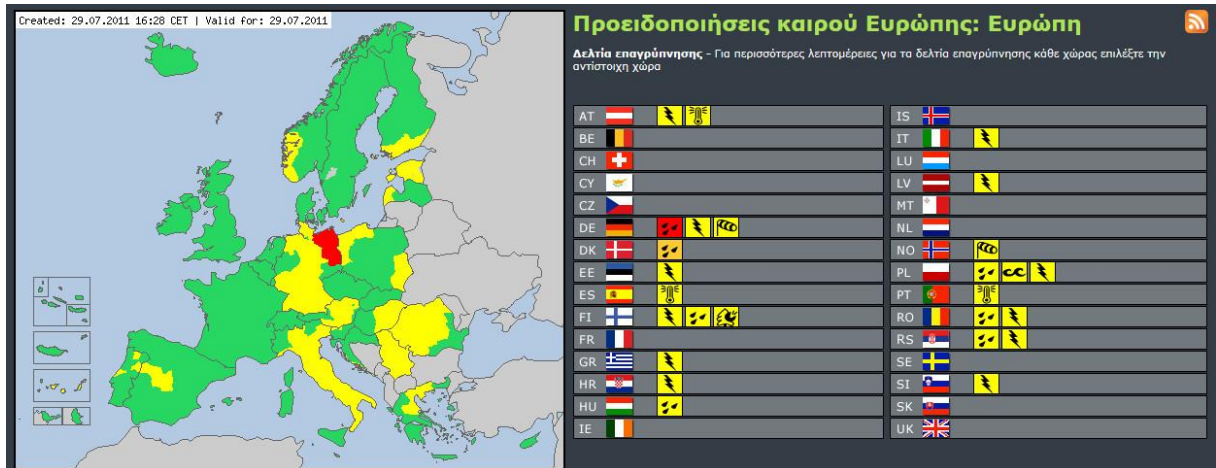 Created: 29.07.2011 16:28 CET | Valid for: 29.07.2011
Προειδοποιήσεις καιρού Ευρώπης: Ευρώπη
Δελτία επαγρύπνησης - Για περισσότερες λεπτομέρειες για τα δελτία επαγρύπνησης κάθε χώρας επιλέξτε την
αντίστοιχη χώρα
AT
BE
CH
CY
CZ
DE
DK
EE
ES
FI
FR
GR
HR
HU
IE
IS
IT
LU
LV
MT
NL
NO
PL
PT
RO
RS
SE
SI
SK
UK